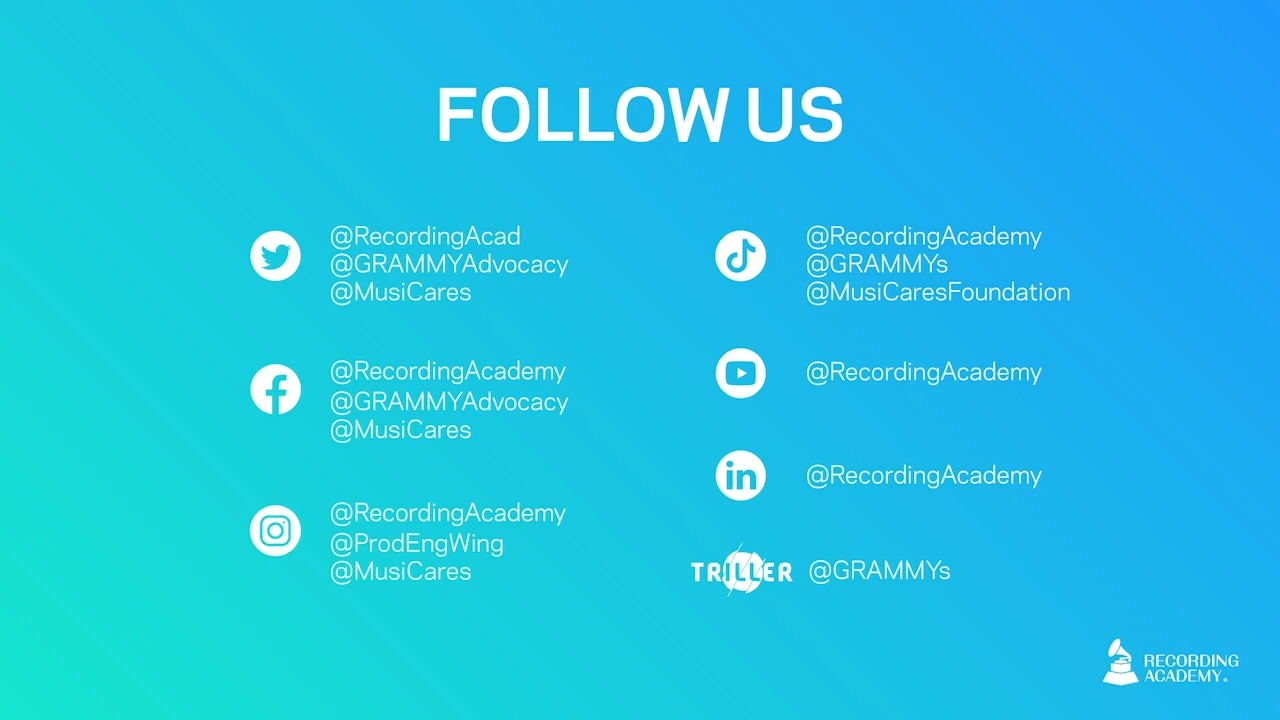 FOLLOW US
@RecordingAcad
@GRAMMYAdvocacy
@MusiCares
@RecordingAcademy
@GRAMMYAdvocacy
@MusiCares
@RecordingAcademy
@ProdEngWing
@MusiCares
@RecordingAcademy
@GRAMMYs
@MusiCaresFoundation
@RecordingAcademy
in
@RecordingAcademy
TRILLER
@GRAMMYs
RECORDING
ACADEMY®